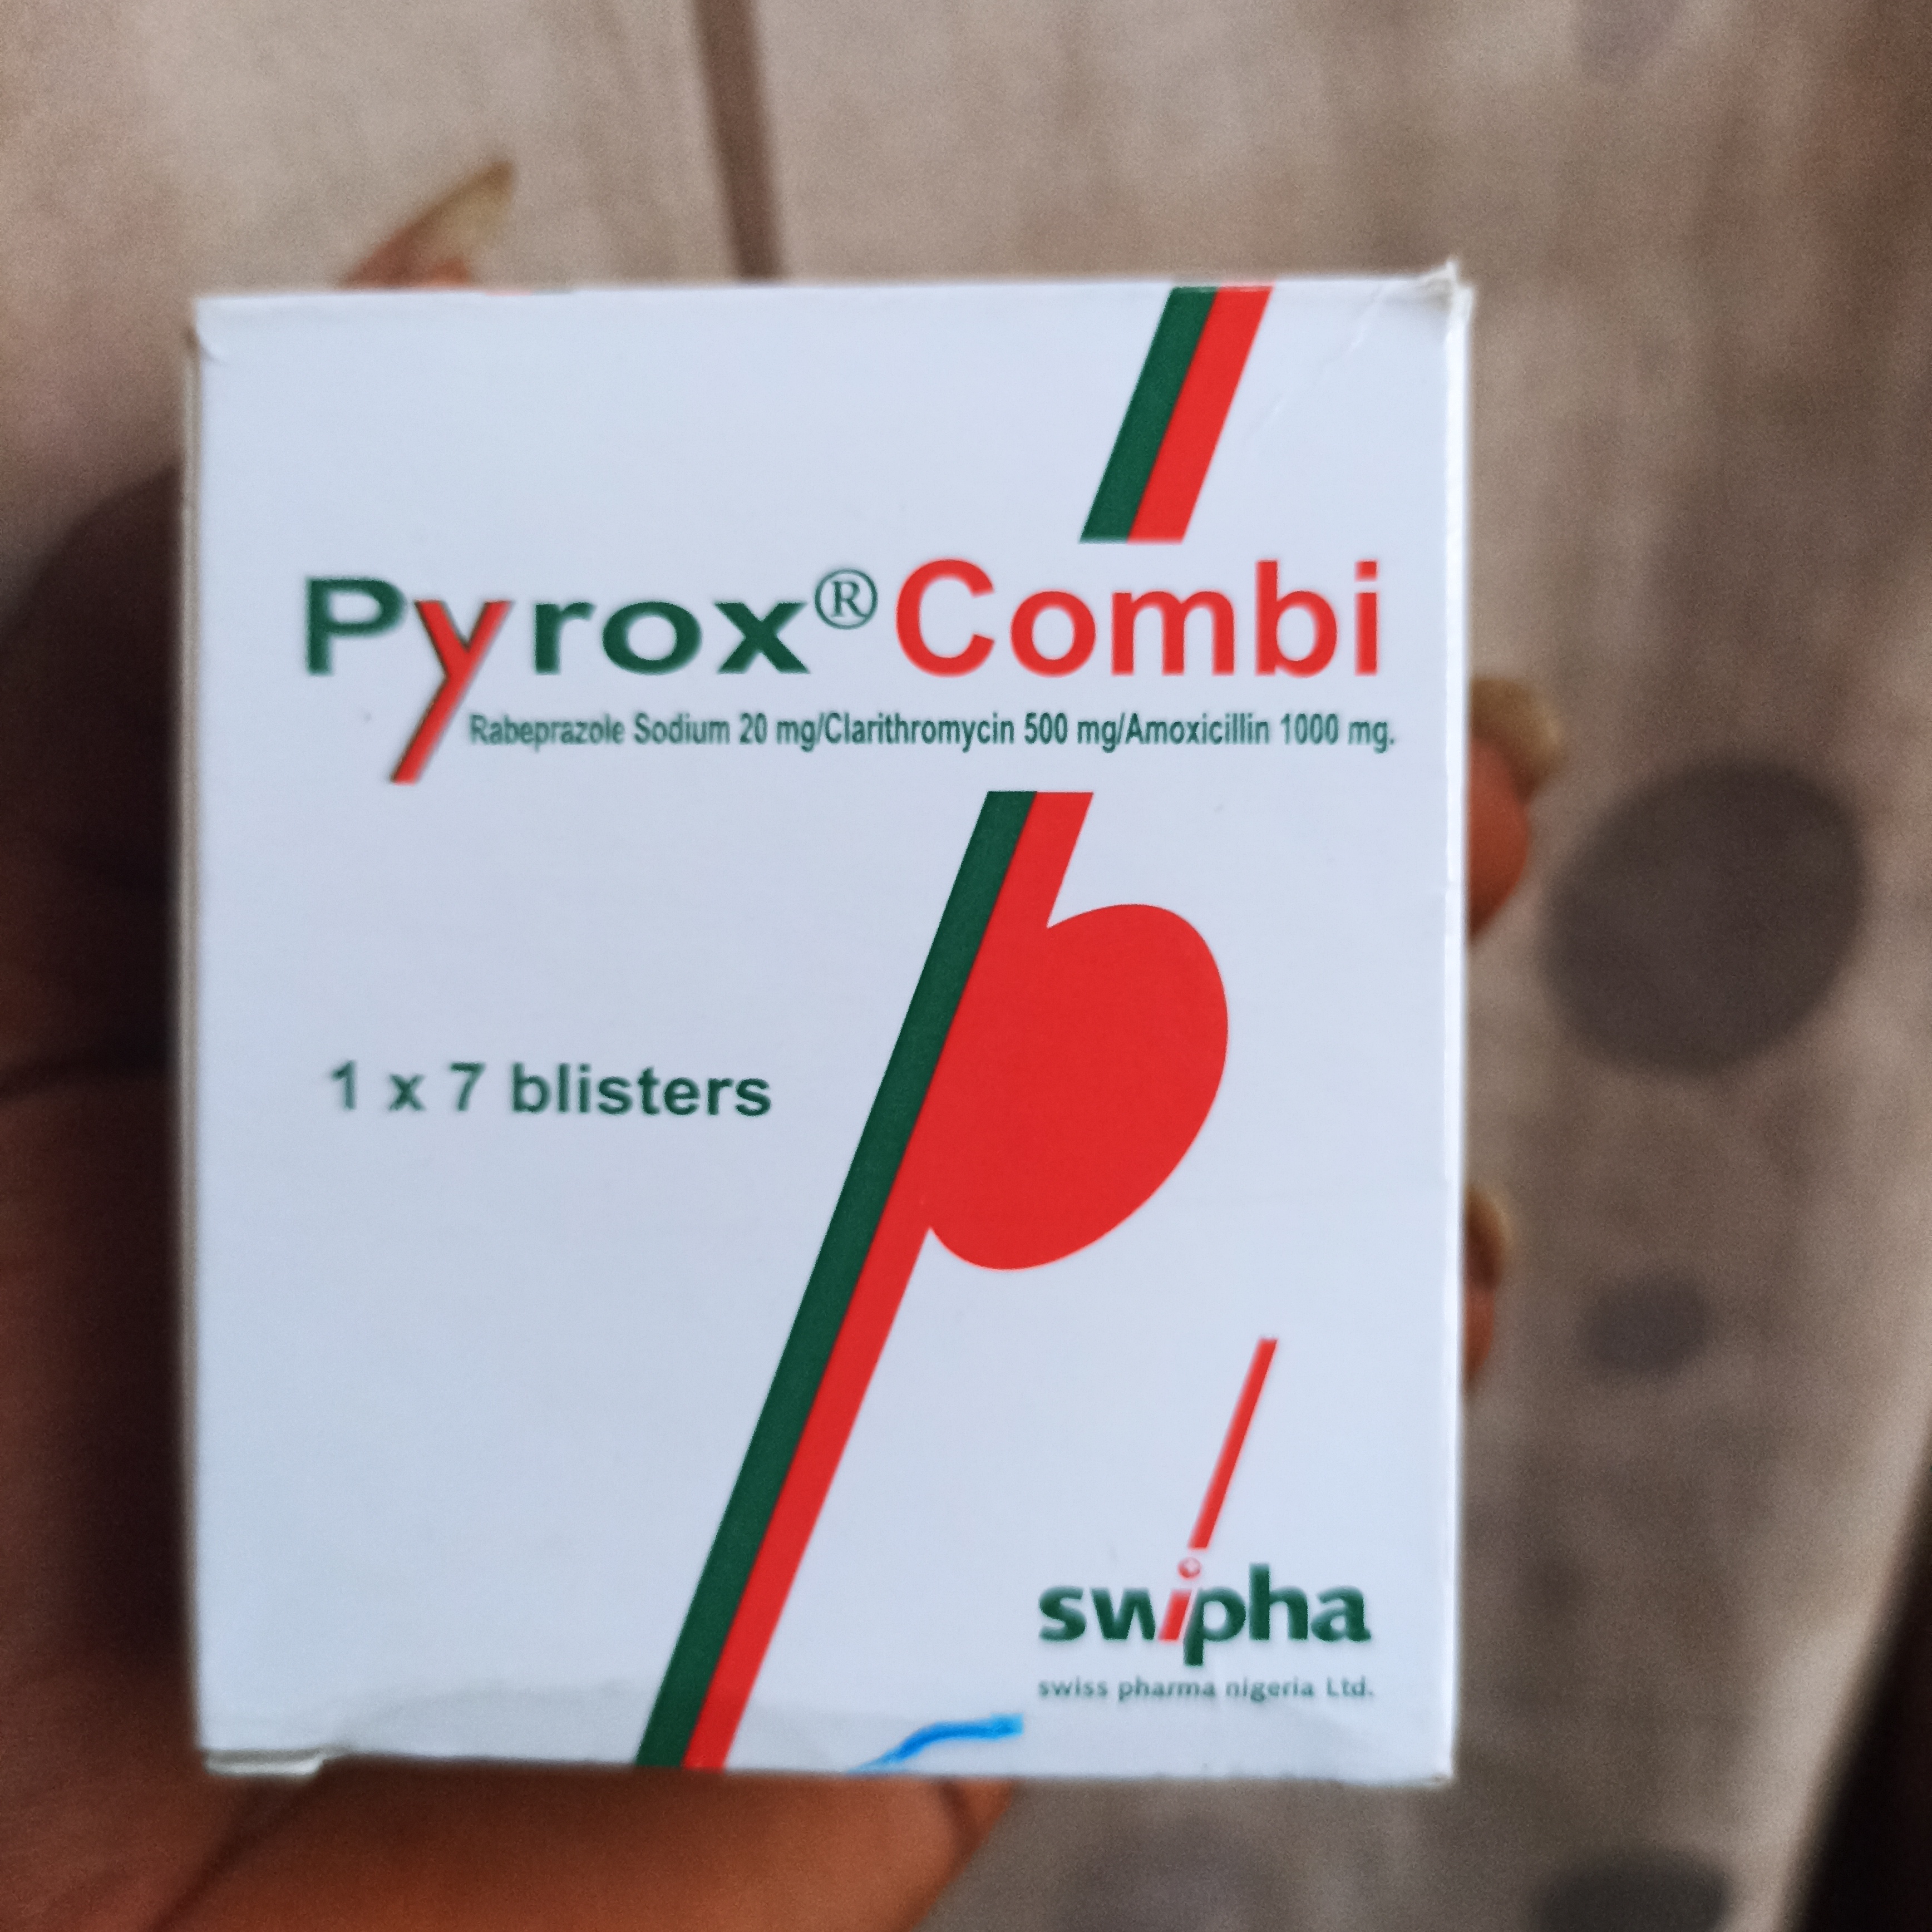 Pyrox® Combi
Rabeprazole Sodium 20 mg/Clarithromycin 500 mg/Amoxicillin 1000 mg.
1 x 7 blisters
swipha
swiss pharma nigeria Ltd.